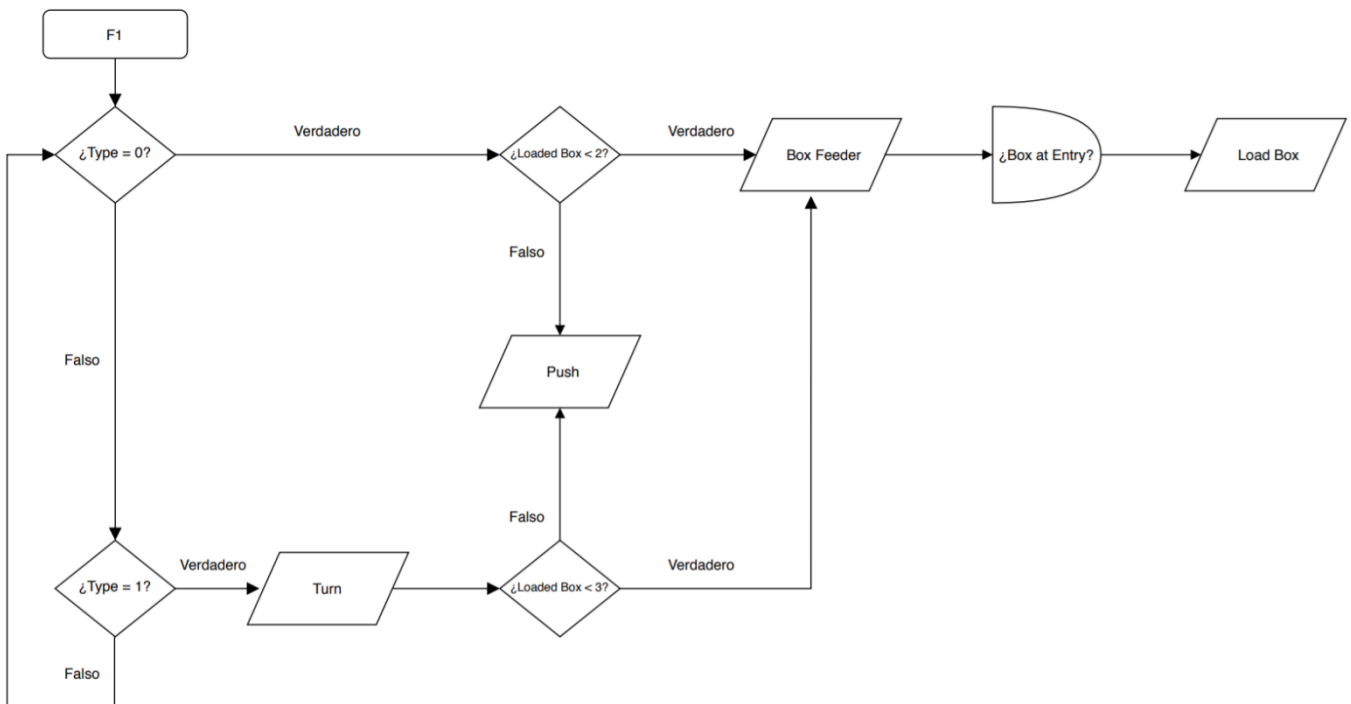 F1
Verdadero
Verdadero
¿Type = 0?
¿Loaded Box < 2?
Box Feeder
¿Box at Entry?
Load Box
Falso
Falso
Push
Falso
Verdadero
Verdadero
¿Type = 1?
Turn
¿Loaded Box < 3?
Falso